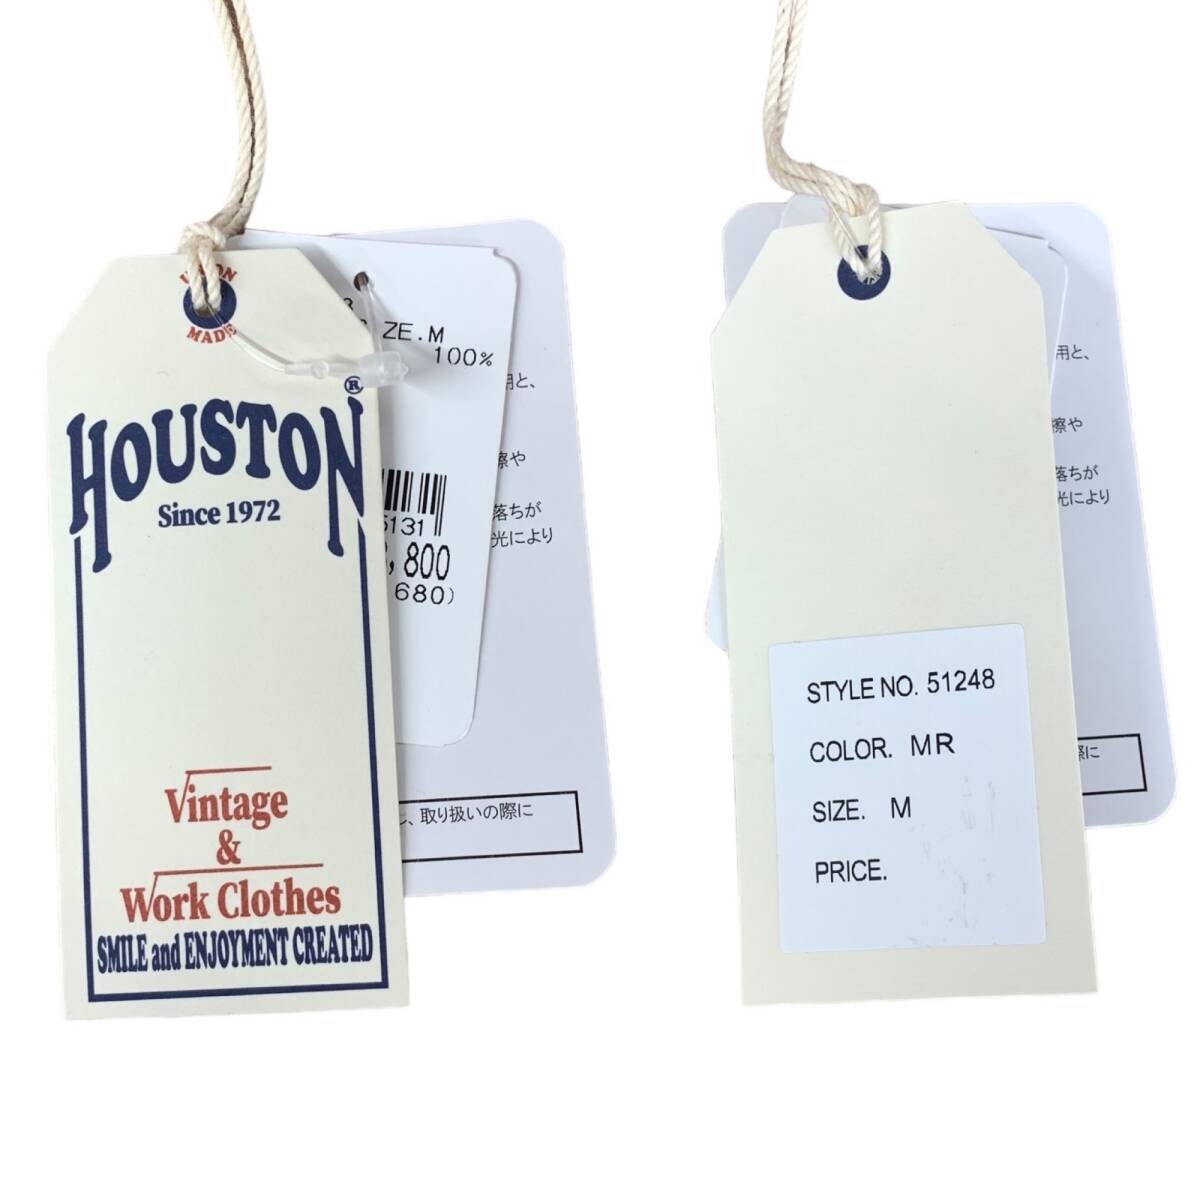 UNION
MADE
HOUSTON®
Since 1972
Vintage
&
Work Clothes
SMILE and ENJOYMENT CREATED
ZE.M
100%
5131
,800
680)
用と、
擦や
落ちが
光により
、取り扱いの際に
STYLE NO. 51248
COLOR. MR
SIZE. M
PRICE.
用と、
擦や
落ちが
光により
際に